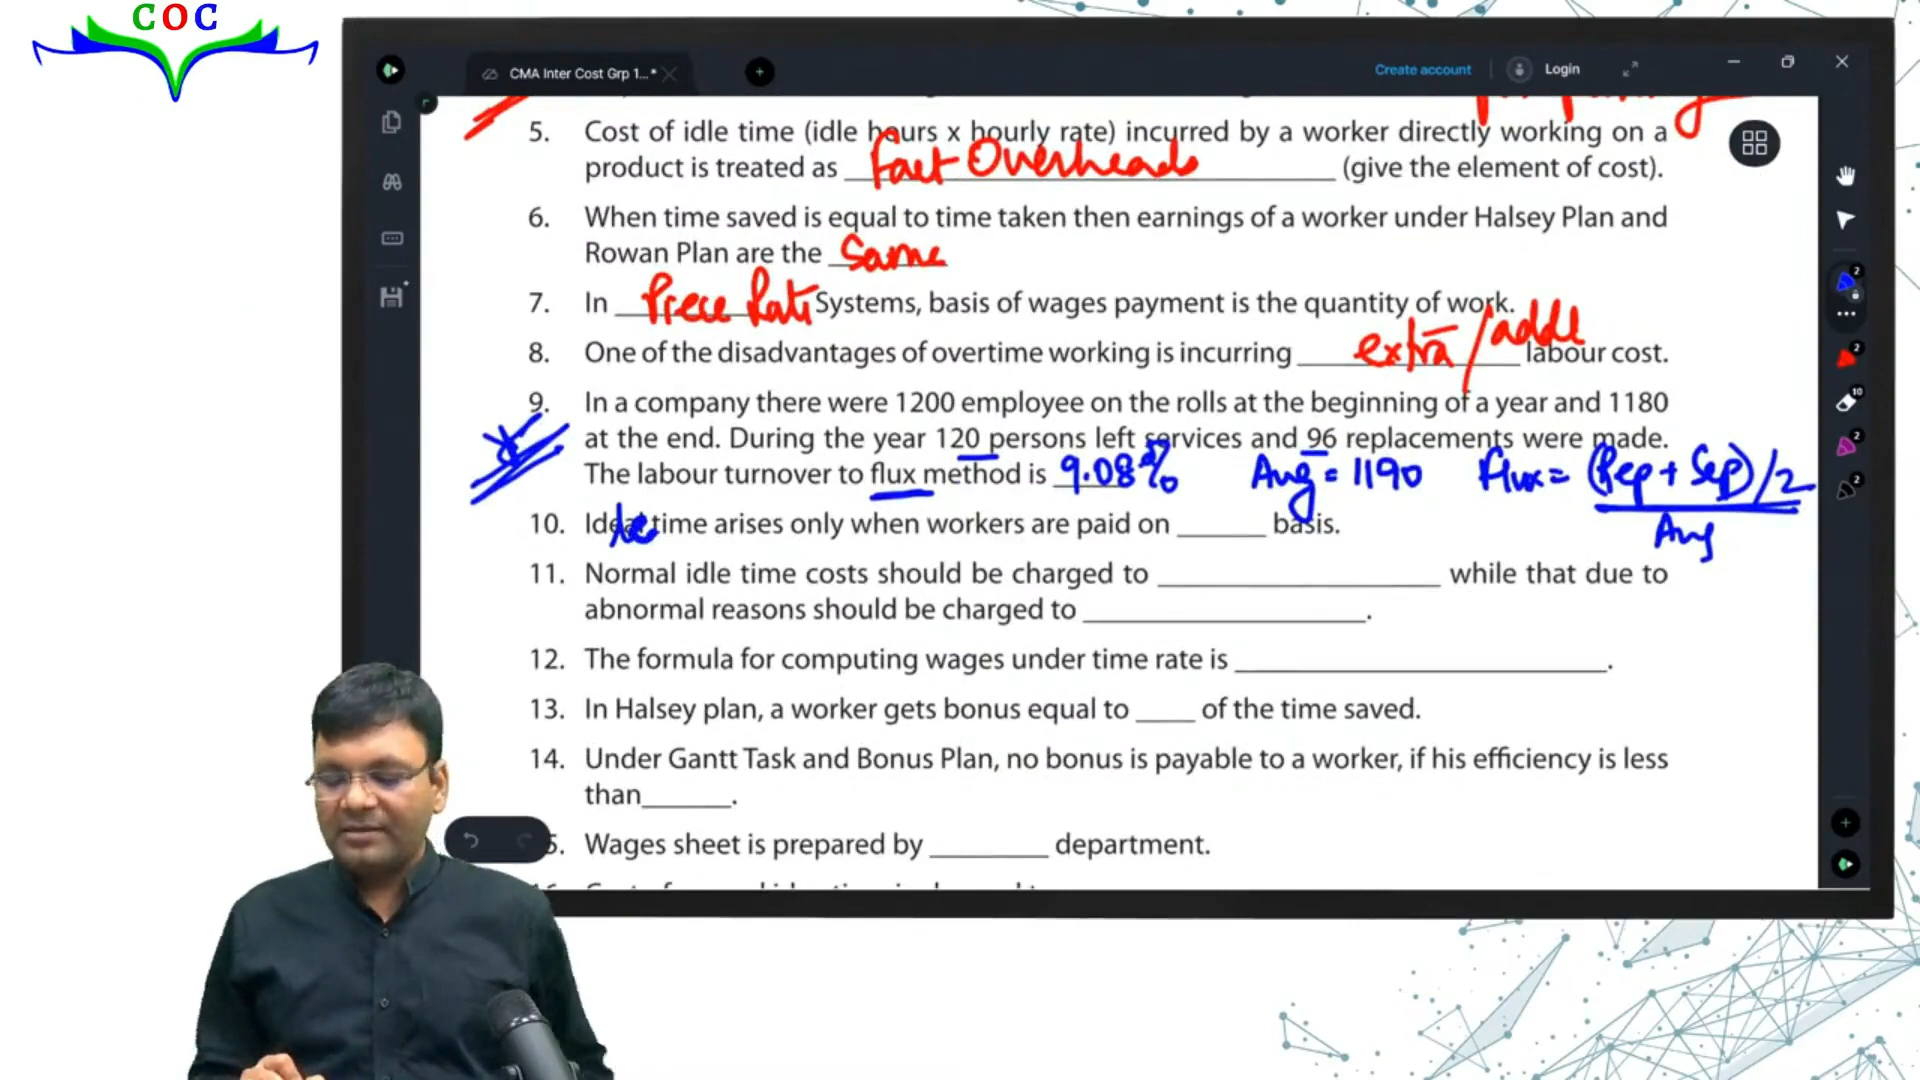 COC
CMA Inter Cost Grp 1...*
Create account
Login
5. Cost of idle time (idle hours x hourly rate) incurred by a worker directly working on a
product is treated as Fact Overheads (give the element of cost).
6. When time saved is equal to time taken then earnings of a worker under Halsey Plan and
Rowan Plan are the Same
7. In Piece Rate Systems, basis of wages payment is the quantity of work.
8. One of the disadvantages of overtime working is incurring extra/addl labour cost.
9. In a company there were 1200 employee on the rolls at the beginning of a year and 1180
at the end. During the year 120 persons left services and 96 replacements were made.
The labour turnover to flux method is 9.08% Avg = 1190 Flux = (Rep + Sep)/2
Avg
10. Ideal le time arises only when workers are paid on ______ basis.
11. Normal idle time costs should be charged to ______ while that due to
abnormal reasons should be charged to ______.
12. The formula for computing wages under time rate is ______.
13. In Halsey plan, a worker gets bonus equal to ____ of the time saved.
14. Under Gantt Task and Bonus Plan, no bonus is payable to a worker, if his efficiency is less
than______.
5. Wages sheet is prepared by ________ department.